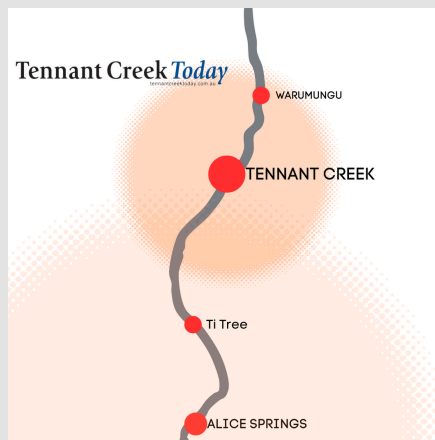 Tennant Creek Today
tennantcreektoday.com.au
WARUMUNGU
TENNANT CREEK
Ti Tree
ALICE SPRINGS